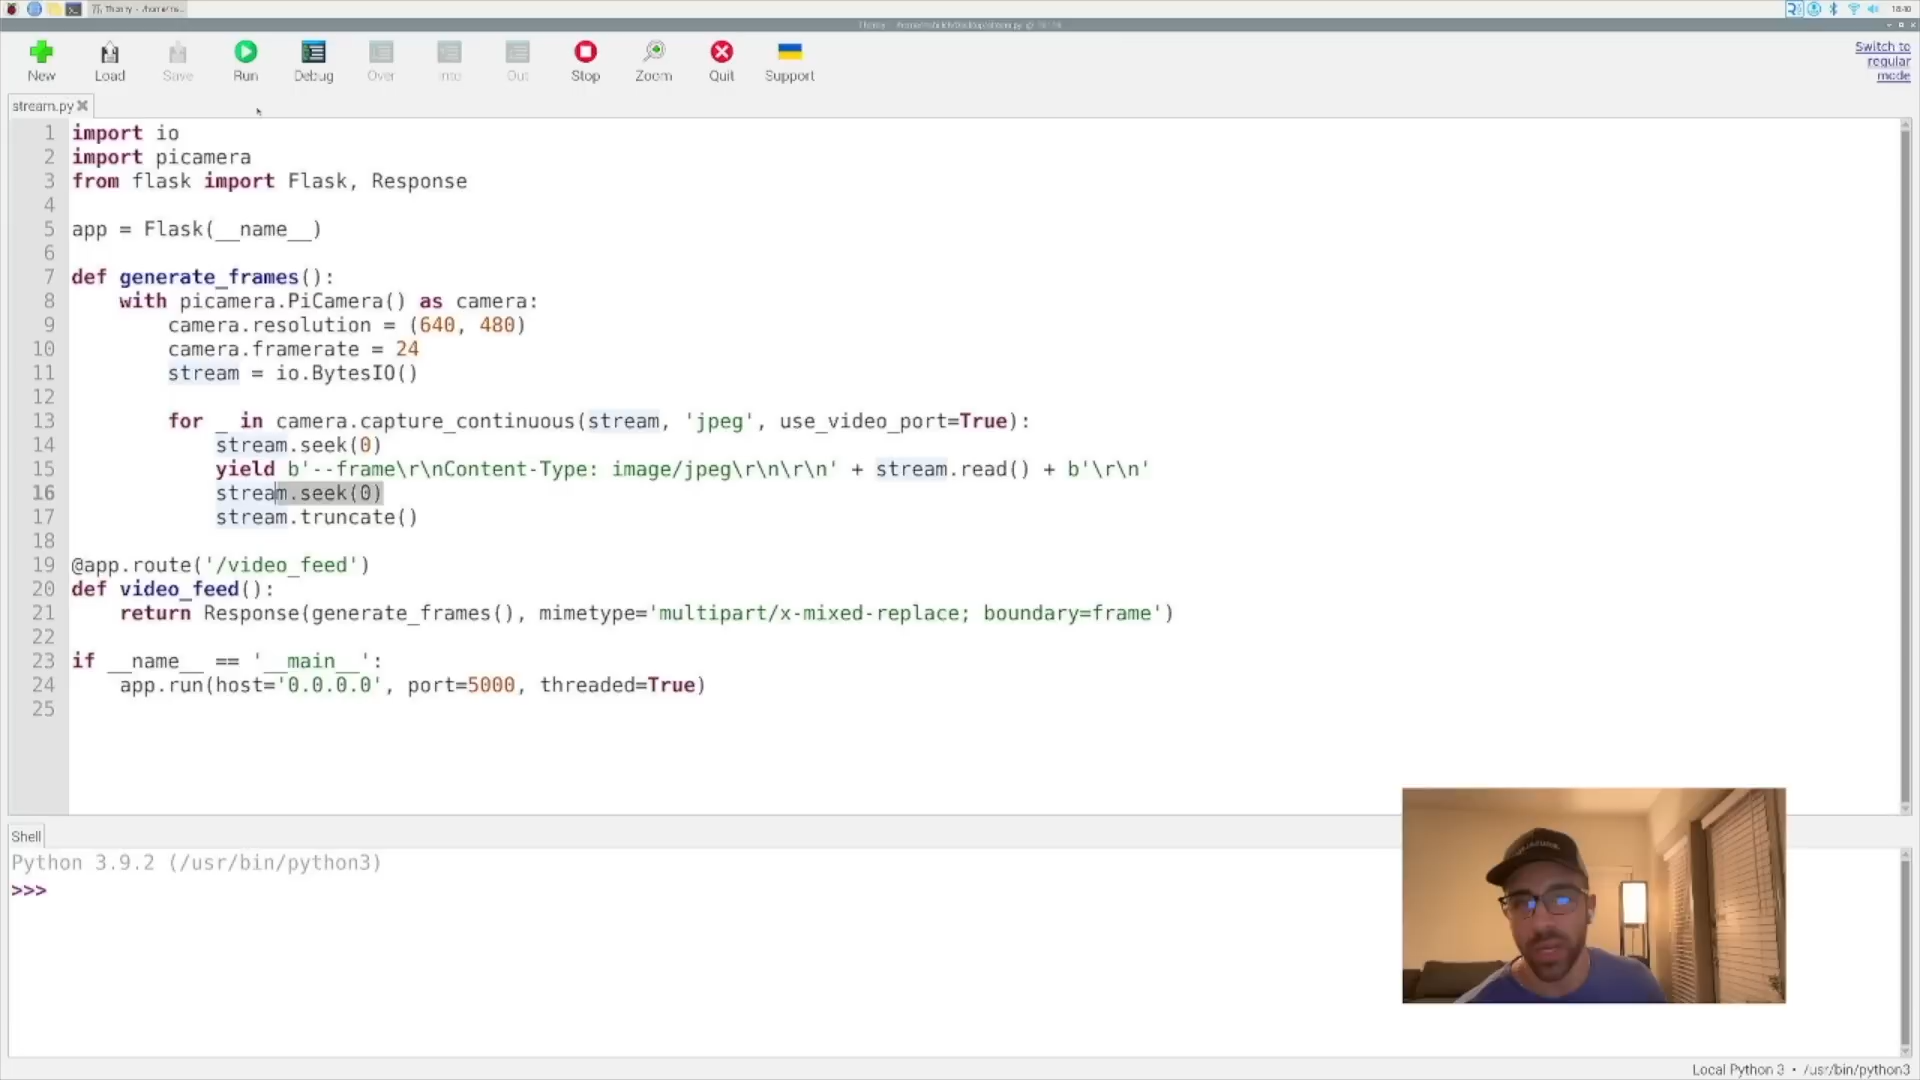 18:40
New
Load
Save
Run
Debug
Over
Into
Out
Stop
Zoom
Quit
Support
Switch to
regular
mode
stream.py
1 import io
2 import picamera
3 from flask import Flask, Response
4
5 app = Flask(__name__)
6
7 def generate_frames():
8 with picamera.PiCamera() as camera:
9 camera.resolution = (640, 480)
10 camera.framerate = 24
11 stream = io.BytesIO()
12
13 for _ in camera.capture_continuous(stream, 'jpeg', use_video_port=True):
14 stream.seek(0)
15 yield b'--frame\r\nContent-Type: image/jpeg\r\n\r\n' + stream.read() + b'\r\n'
16 stream.seek(0)
17 stream.truncate()
18
19 @app.route('/video_feed')
20 def video_feed():
21 return Response(generate_frames(), mimetype='multipart/x-mixed-replace; boundary=frame')
22
23 if __name__ == '__main__':
24 app.run(host='0.0.0.0', port=5000, threaded=True)
25
Shell
Python 3.9.2 (/usr/bin/python3)
>>>
Local Python 3 • /usr/bin/python3